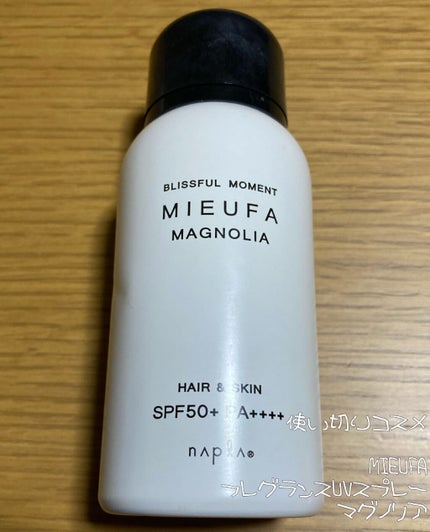 BLISSFUL MOMENT
MIEUFA
MAGNOLIA
HAIR & SKIN
SPF50+ PA++++
napla®
使い切りコスメ
MIEUFA
フレグランスUVスプレー
マグノリア